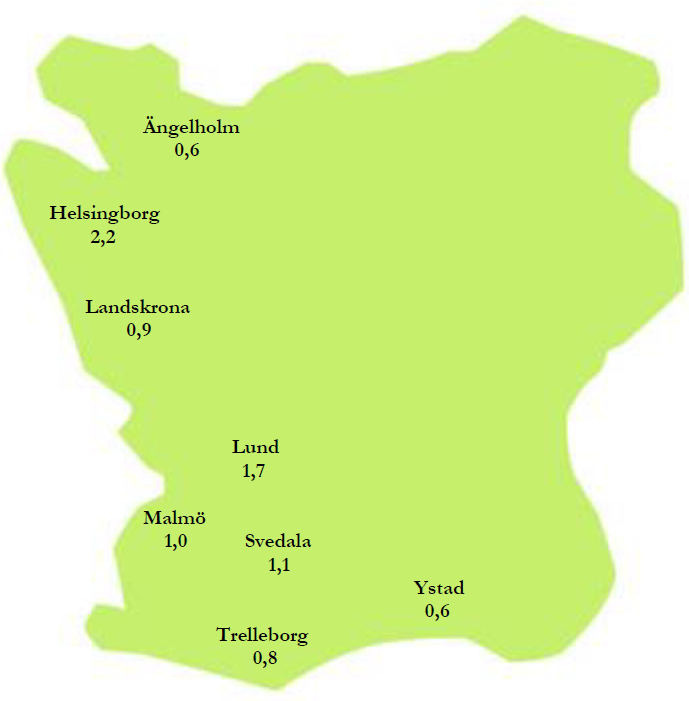 Ängelholm
0,6
Helsingborg
2,2
Landskrona
0,9
Lund
1,7
Malmö
1,0
Svedala
1,1
Ystad
0,6
Trelleborg
0,8